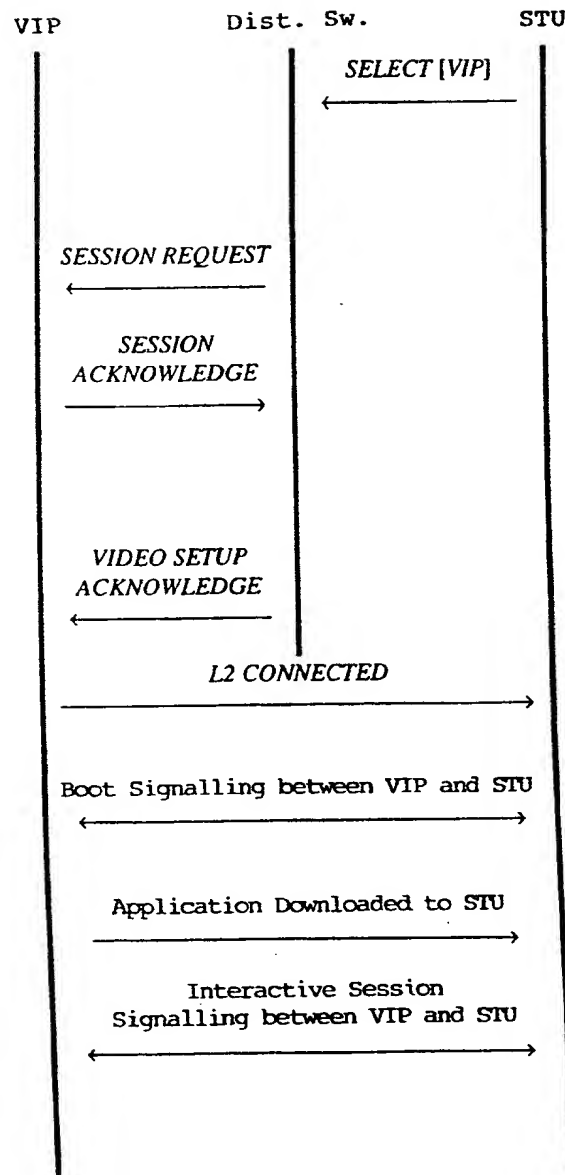 VIP Dist. Sw. STU
SELECT [VIP]
SESSION REQUEST
SESSION
ACKNOWLEDGE
VIDEO SETUP
ACKNOWLEDGE
L2 CONNECTED
Boot Signalling between VIP and STU
Application Downloaded to STU
Interactive Session
Signalling between VIP and STU